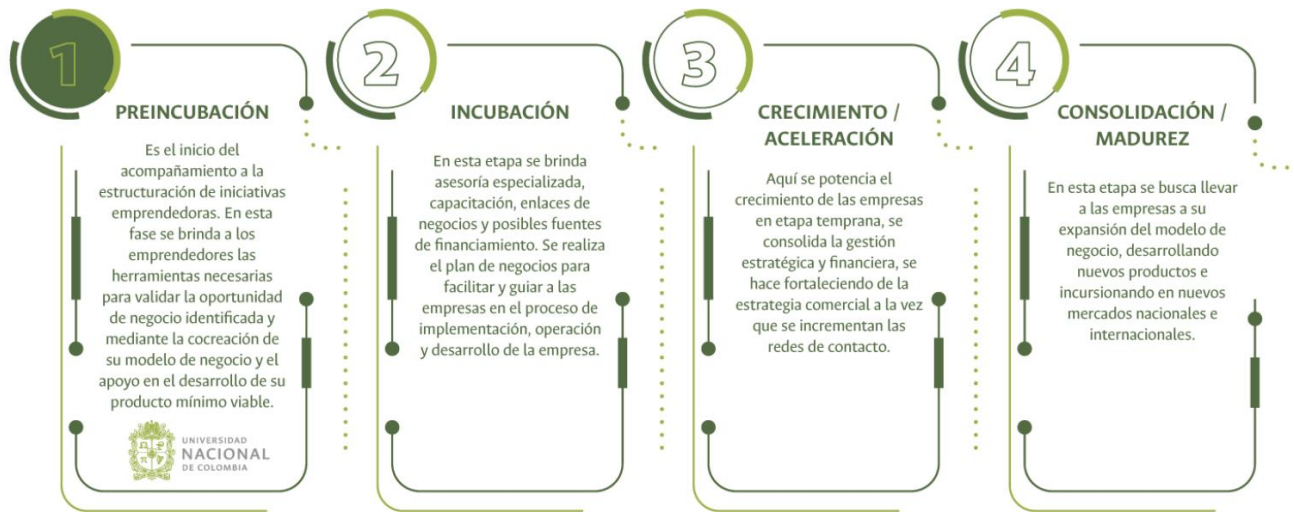 1
PREINCUBACIÓN
Es el inicio del
acompañamiento a la
estructuración de iniciativas
emprendedoras. En esta
fase se brinda a los
emprendedores las
herramientas necesarias
para validar la oportunidad
de negocio identificada y
mediante la cocreación de
su modelo de negocio y el
apoyo en el desarrollo de su
producto mínimo viable.
UNIVERSIDAD
NACIONAL
DE COLOMBIA
2
INCUBACIÓN
En esta etapa se brinda
asesoría especializada,
capacitación, enlaces de
negocios y posibles fuentes
de financiamiento. Se realiza
el plan de negocios para
facilitar y guiar a las
empresas en el proceso de
implementación, operación
y desarrollo de la empresa.
3
CRECIMIENTO /
ACELERACIÓN
Aquí se potencia el
crecimiento de las empresas
en etapa temprana, se
consolida la gestión
estratégica y financiera, se
hace fortaleciendo de la
estrategia comercial a la vez
que se incrementan las
redes de contacto.
4
CONSOLIDACIÓN /
MADUREZ
En esta etapa se busca llevar
a las empresas a su
expansión del modelo de
negocio, desarrollando
nuevos productos e
incursionando en nuevos
mercados nacionales e
internacionales.